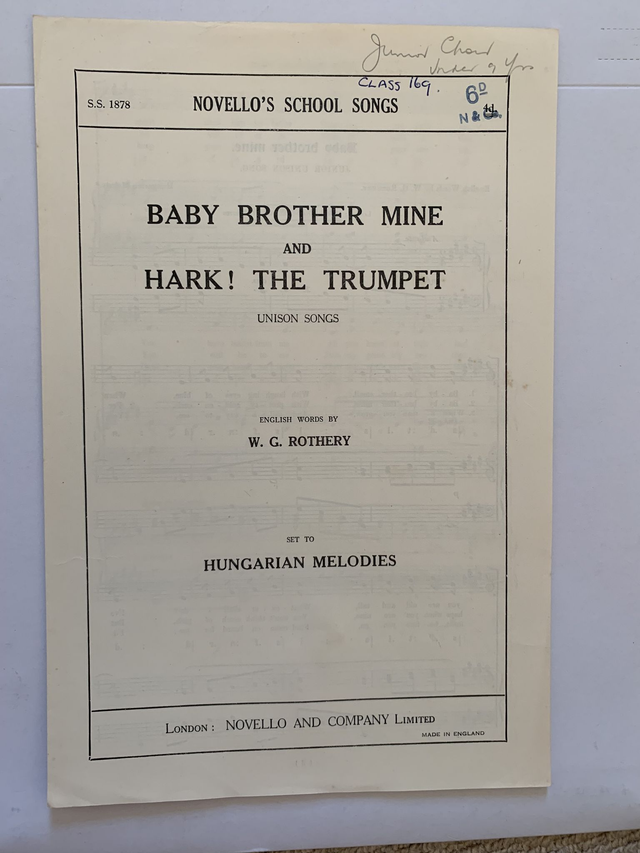 Junior Choir
Under 9 Yrs
CLASS 169.
S.S. 1878
NOVELLO'S SCHOOL SONGS
6D
N & Co.
BABY BROTHER MINE
AND
HARK! THE TRUMPET
UNISON SONGS
ENGLISH WORDS BY
W. G. ROTHERY
SET TO
HUNGARIAN MELODIES
LONDON: NOVELLO AND COMPANY LIMITED
MADE IN ENGLAND